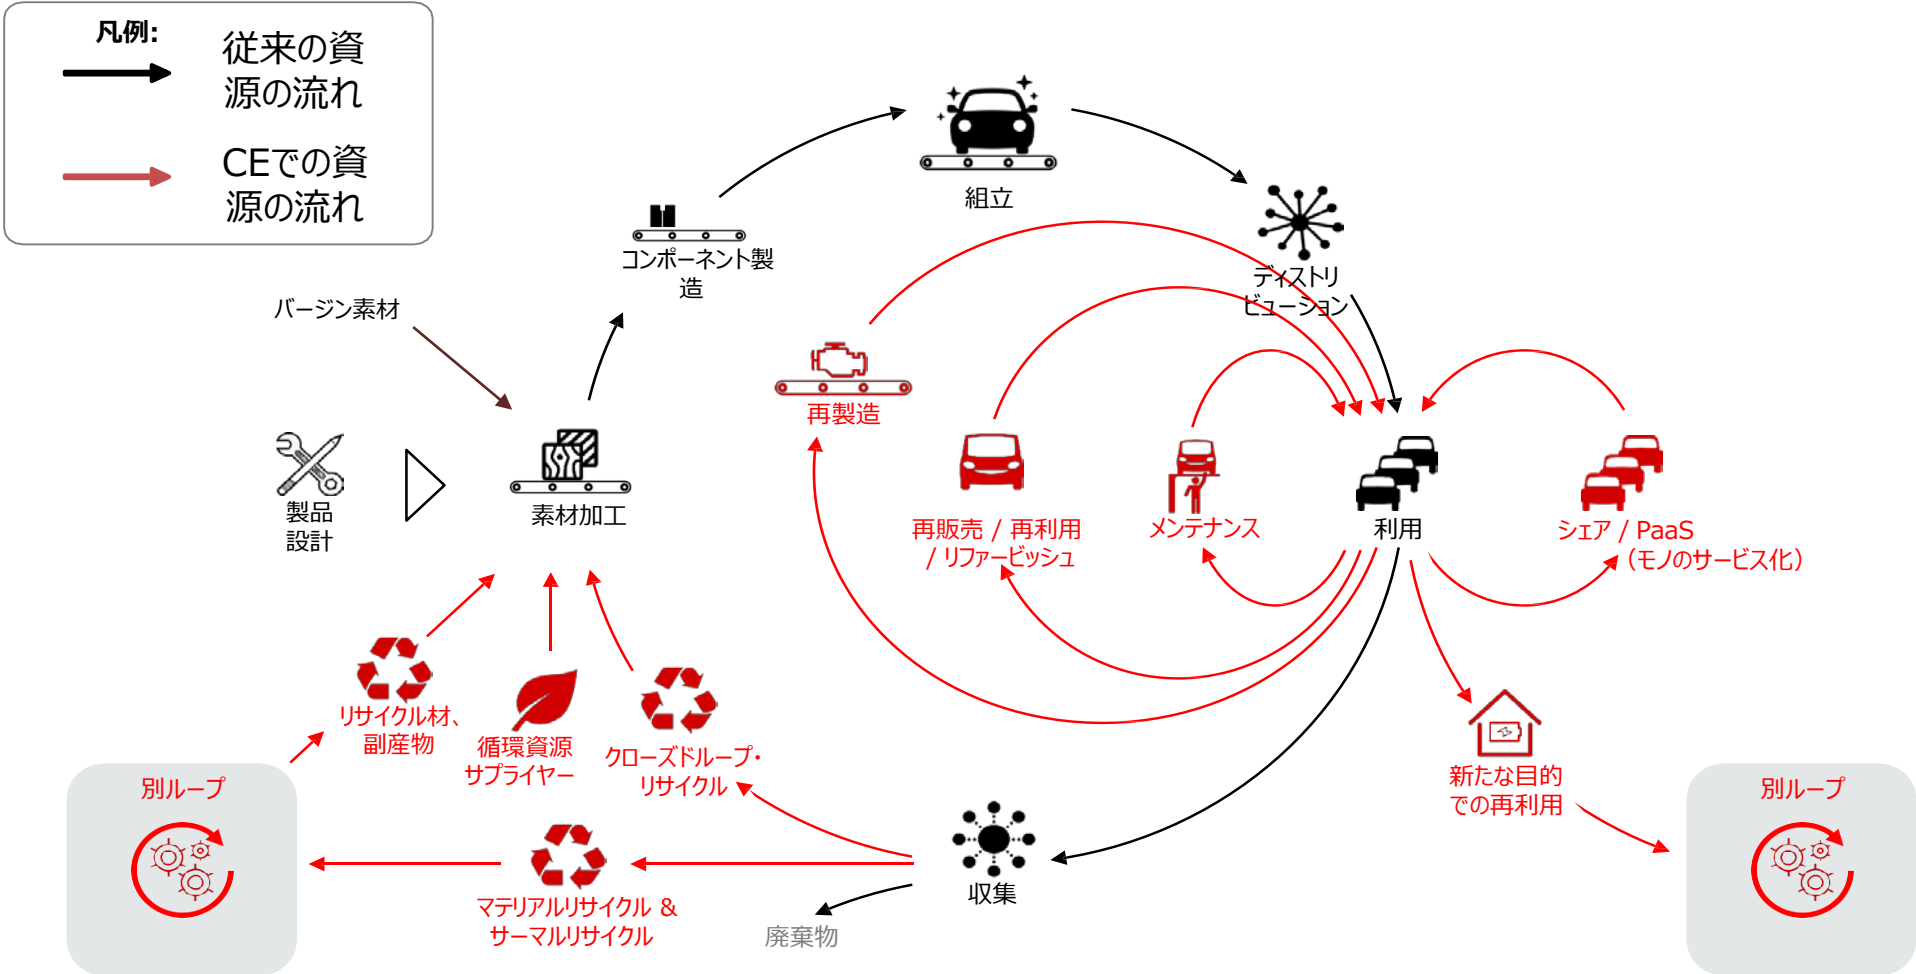 凡例:
従来の資
源の流れ
CEでの資
源の流れ
組立
コンポーネント製
造
ディストリ
ビューション
バージン素材
再製造
製品
設計
素材加工
再販売 / 再利用
/ リファービッシュ
メンテナンス
利用
シェア / PaaS
（モノのサービス化）
リサイクル材、
副産物
循環資源
サプライヤー
クローズドループ・
リサイクル
新たな目的
での再利用
別ループ
別ループ
収集
マテリアルリサイクル &
サーマルリサイクル
廃棄物